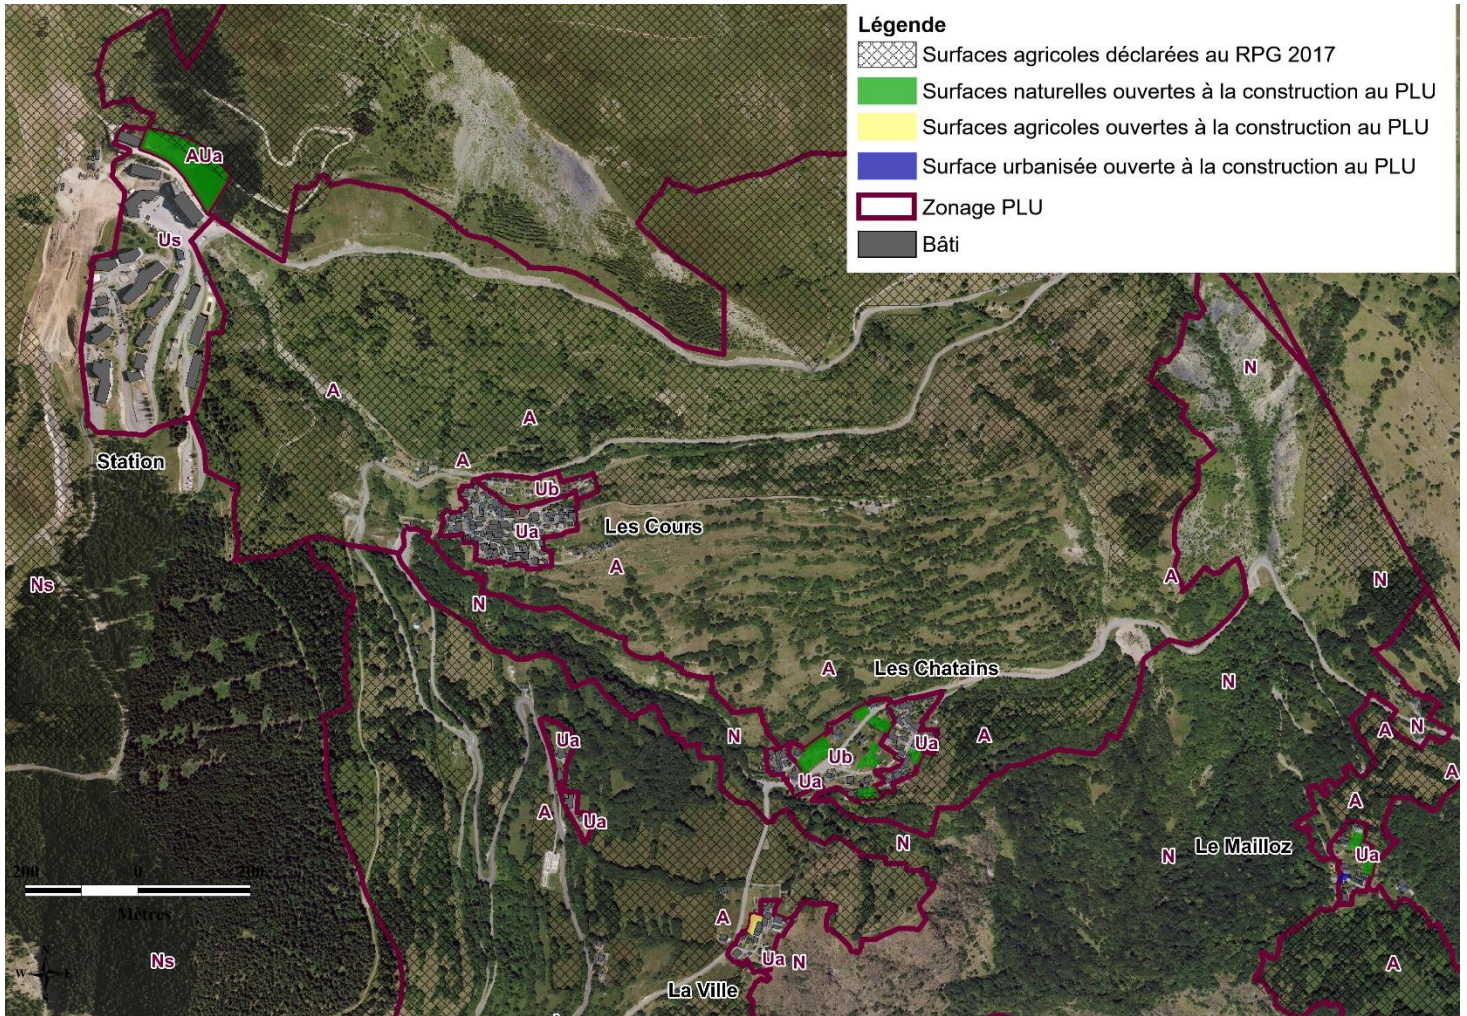 Légende
Surfaces agricoles déclarées au RPG 2017
Surfaces naturelles ouvertes à la construction au PLU
Surfaces agricoles ouvertes à la construction au PLU
Surface urbanisée ouverte à la construction au PLU
Zonage PLU
Bâti
AUa
Us
N
A
A
Station
A
Ub
Ua
Les Cours
A
A
N
Ns
N
Les Chatains
A
N
A
N
Ua
N
Ub
Ua
A
Ua
A
A
Ua
A
N
Le Mailloz
N
Ua
200 0 200
Mètres
A
Ua
N
Ns
A
La Ville
N
W E